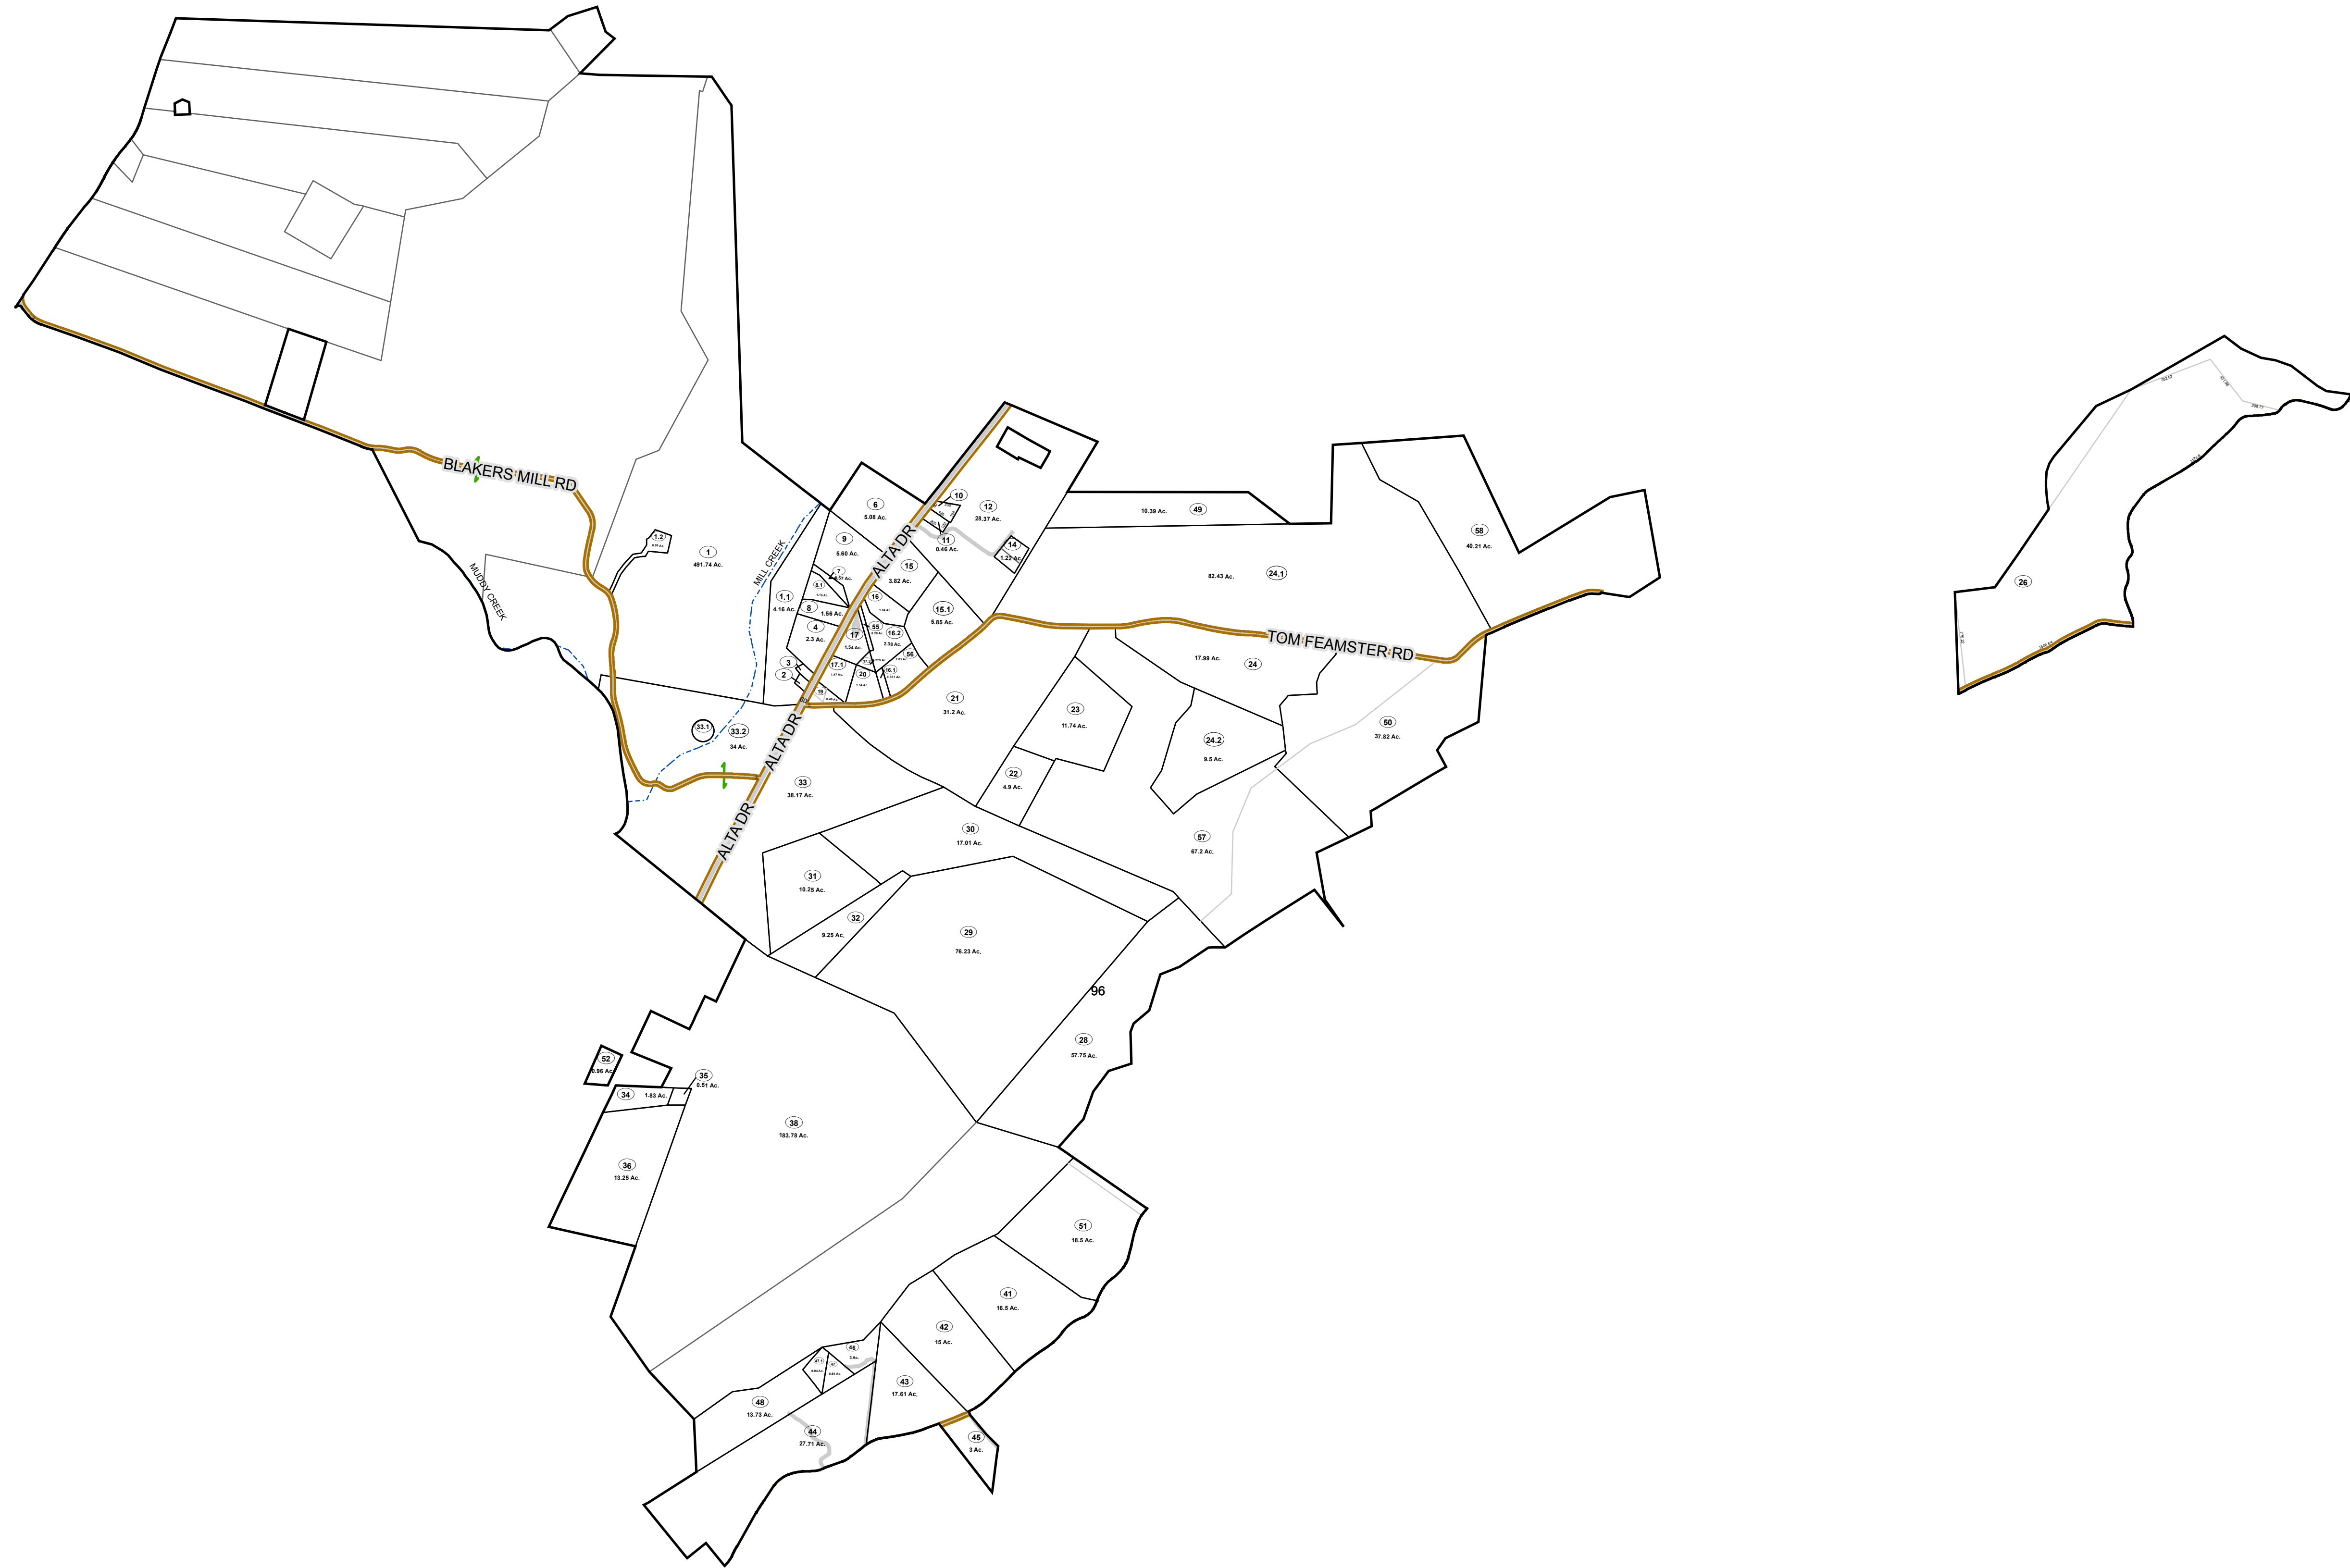 BLAKERS MILL RD
MUDDY CREEK
MILL CREEK
1.2
1
491.74 Ac.
1.1
4.16 Ac.
6
5.08 Ac.
9
5.60 Ac.
ALTA DR
10
12
28.37 Ac.
11
0.46 Ac.
14
1.22 Ac.
7
8.1
8
1.56 Ac.
4
2.3 Ac.
3
2
15
3.82 Ac.
15.1
5.85 Ac.
16
55
16.2
56
16.1
17
1.54 Ac.
17.1
1.47 Ac.
20
19
49
10.39 Ac.
58
40.21 Ac.
24.1
82.43 Ac.
TOM FEAMSTER RD
24
17.99 Ac.
24.2
9.5 Ac.
50
37.82 Ac.
21
31.2 Ac.
23
11.74 Ac.
22
4.9 Ac.
57
67.2 Ac.
33.1
33.2
34 Ac.
ALTA DR
33
38.17 Ac.
ALTA DR
30
17.01 Ac.
31
10.25 Ac.
32
9.25 Ac.
29
76.23 Ac.
96
28
57.75 Ac.
52
0.96 Ac.
35
0.51 Ac.
34
1.83 Ac.
36
13.25 Ac.
38
183.78 Ac.
51
18.5 Ac.
41
16.5 Ac.
42
15 Ac.
46
3 Ac.
47.1
47
43
17.61 Ac.
48
13.73 Ac.
44
27.71 Ac.
45
3 Ac.
26